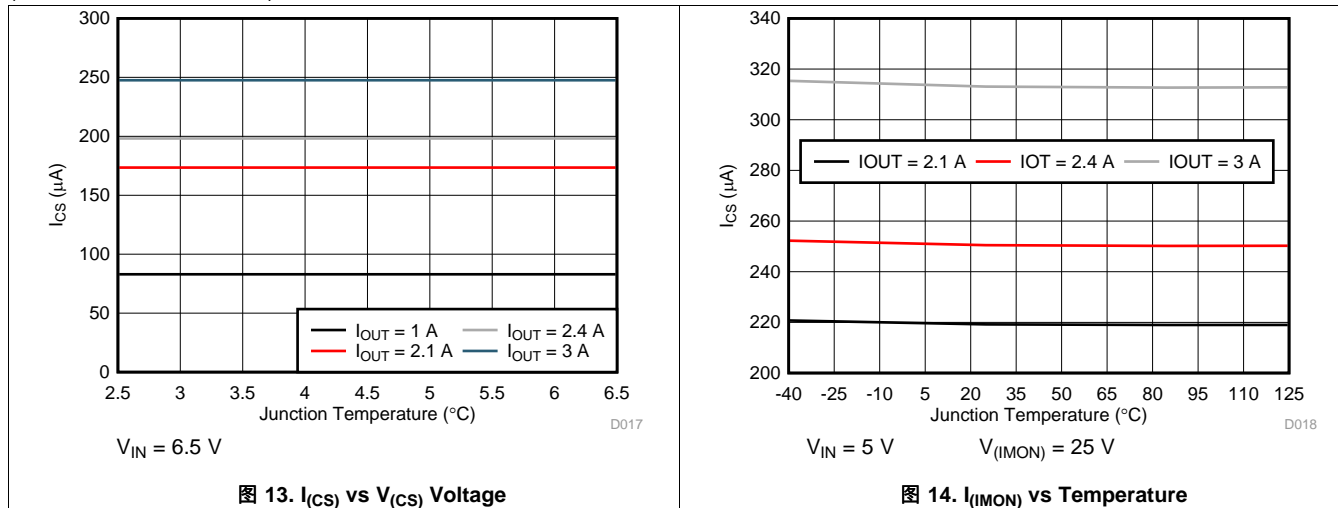 300
250
200
150
100
50
0
I_CS (μA)
I_OUT = 1 A
I_OUT = 2.4 A
I_OUT = 2.1 A
I_OUT = 3 A
2.5 3 3.5 4 4.5 5 5.5 6 6.5
Junction Temperature (°C)
D017
V_IN = 6.5 V
图 13. I_(CS) vs V_(CS) Voltage
340
320
300
280
260
240
220
200
I_CS (μA)
IOUT = 2.1 A IOT = 2.4 A IOUT = 3 A
-40 -25 -10 5 20 35 50 65 80 95 110 125
Junction Temperature (°C)
D018
V_IN = 5 V V_(IMON) = 25 V
图 14. I_(IMON) vs Temperature